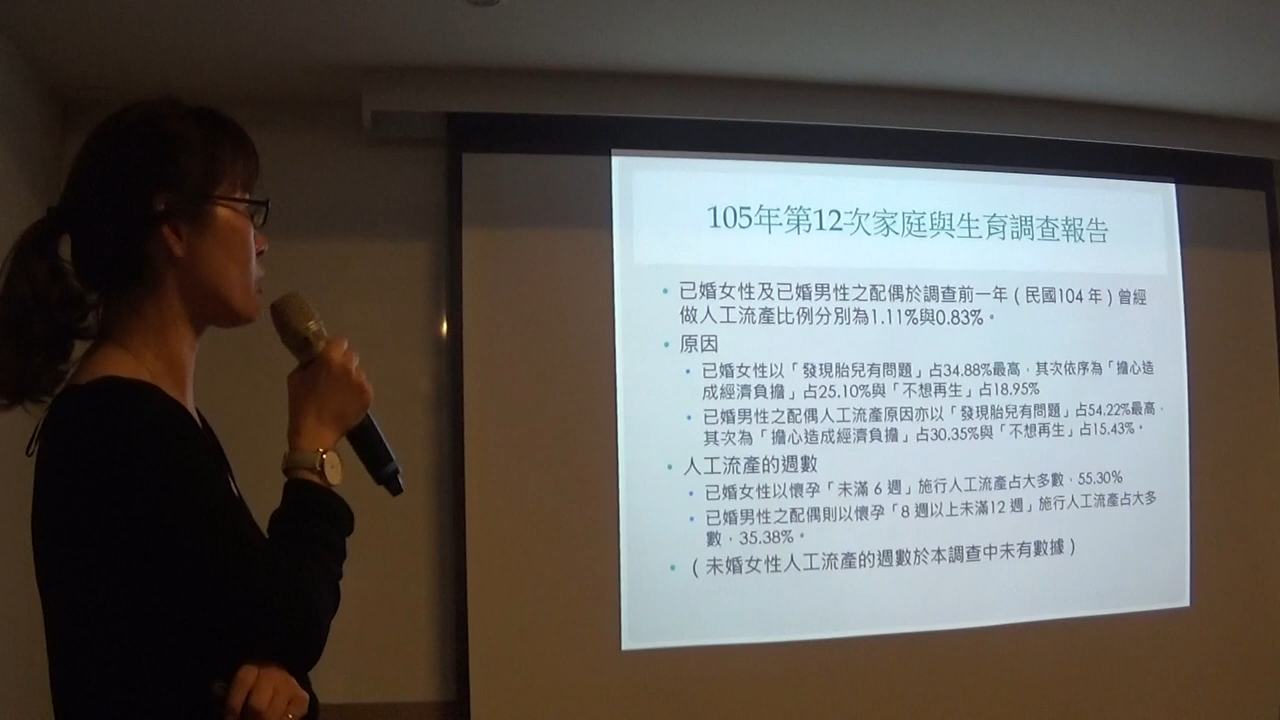 105年第12次家庭與生育調查報告
• 已婚女性及已婚男性之配偶於調查前一年（民國104 年）曾經
做人工流產比例分別為1.11%與0.83%。
• 原因
• 已婚女性以「發現胎兒有問題」占34.88%最高，其次依序為「擔心造
成經濟負擔」占25.10%與「不想再生」占18.95%
• 已婚男性之配偶人工流產原因亦以「發現胎兒有問題」占54.22%最高，
其次為「擔心造成經濟負擔」占30.35%與「不想再生」占15.43%。
• 人工流產的週數
• 已婚女性以懷孕「未滿 6 週」施行人工流產占大多數，55.30%
• 已婚男性之配偶則以懷孕「8 週以上未滿12 週」施行人工流產占大多
數，35.38%。
• （未婚女性人工流產的週數於本調查中未有數據）